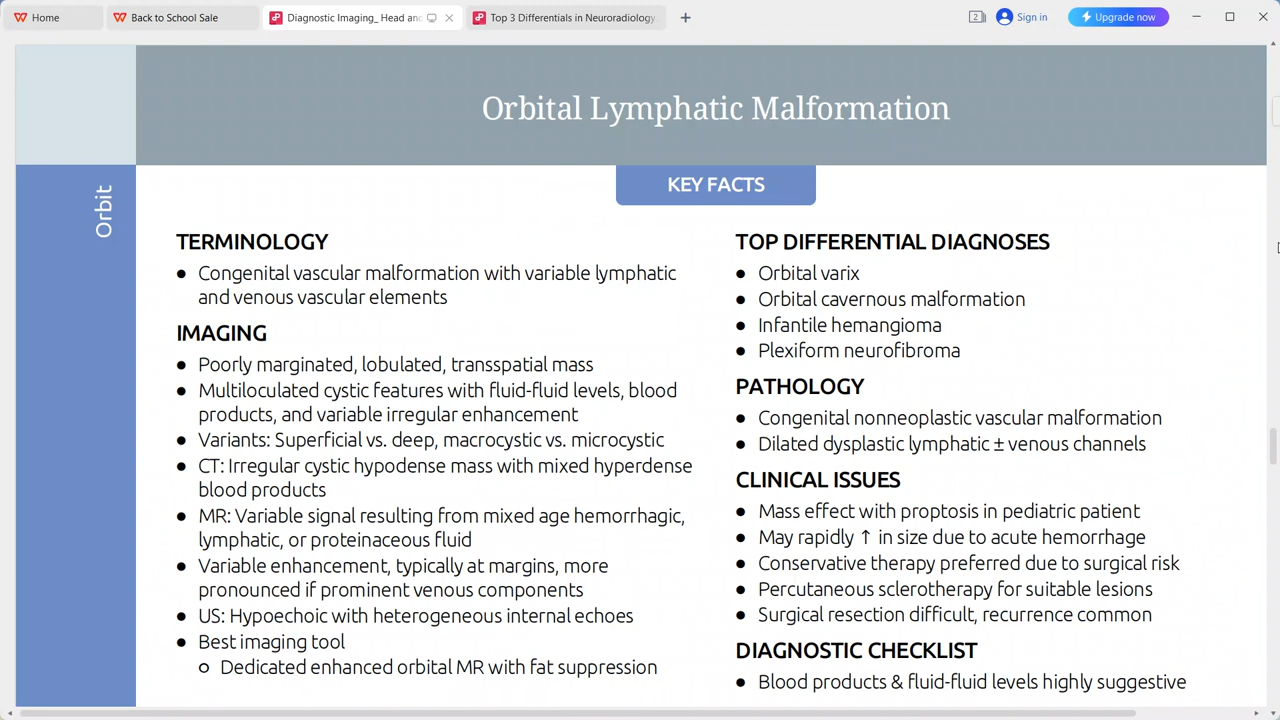 Home
Back to School Sale
Diagnostic Imaging_ Head and
Top 3 Differentials in Neuroradiology
2
Sign in
Upgrade now
Orbital Lymphatic Malformation
KEY FACTS
Orbit
TERMINOLOGY
● Congenital vascular malformation with variable lymphatic
and venous vascular elements
IMAGING
● Poorly marginated, lobulated, transspatial mass
● Multiloculated cystic features with fluid-fluid levels, blood
products, and variable irregular enhancement
● Variants: Superficial vs. deep, macrocystic vs. microcystic
● CT: Irregular cystic hypodense mass with mixed hyperdense
blood products
● MR: Variable signal resulting from mixed age hemorrhagic,
lymphatic, or proteinaceous fluid
● Variable enhancement, typically at margins, more
pronounced if prominent venous components
● US: Hypoechoic with heterogeneous internal echoes
● Best imaging tool
○ Dedicated enhanced orbital MR with fat suppression
TOP DIFFERENTIAL DIAGNOSES
● Orbital varix
● Orbital cavernous malformation
● Infantile hemangioma
● Plexiform neurofibroma
PATHOLOGY
● Congenital nonneoplastic vascular malformation
● Dilated dysplastic lymphatic ± venous channels
CLINICAL ISSUES
● Mass effect with proptosis in pediatric patient
● May rapidly ↑ in size due to acute hemorrhage
● Conservative therapy preferred due to surgical risk
● Percutaneous sclerotherapy for suitable lesions
● Surgical resection difficult, recurrence common
DIAGNOSTIC CHECKLIST
● Blood products & fluid-fluid levels highly suggestive